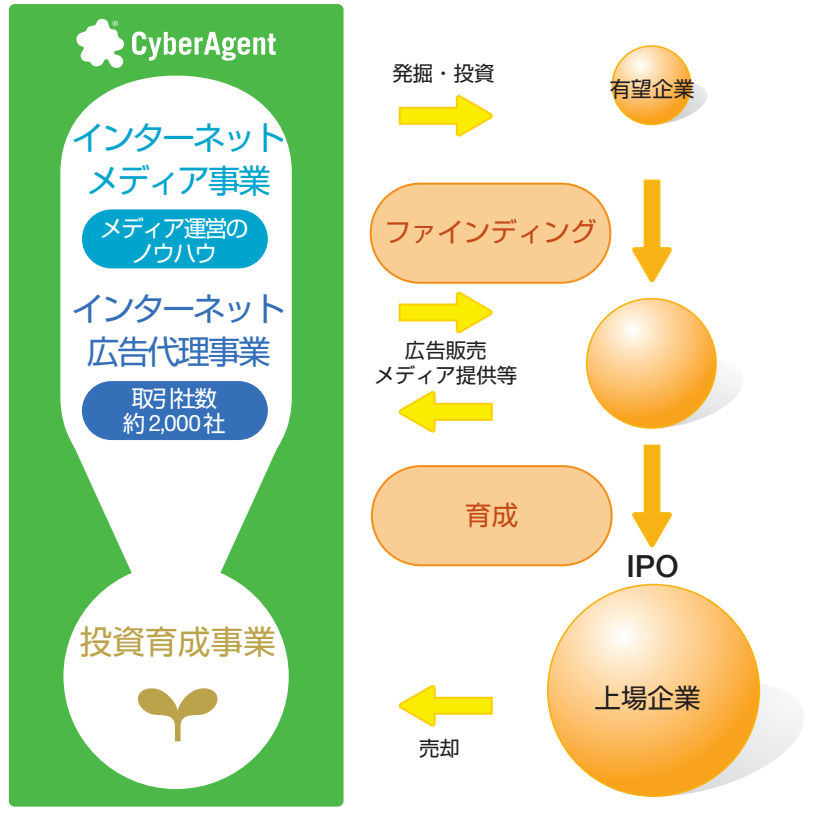 CyberAgent
インターネット
メディア事業
メディア運営の
ノウハウ
インターネット
広告代理事業
取引社数
約2,000社
投資育成事業
発掘・投資
有望企業
ファインディング
広告販売
メディア提供等
育成
IPO
上場企業
売却